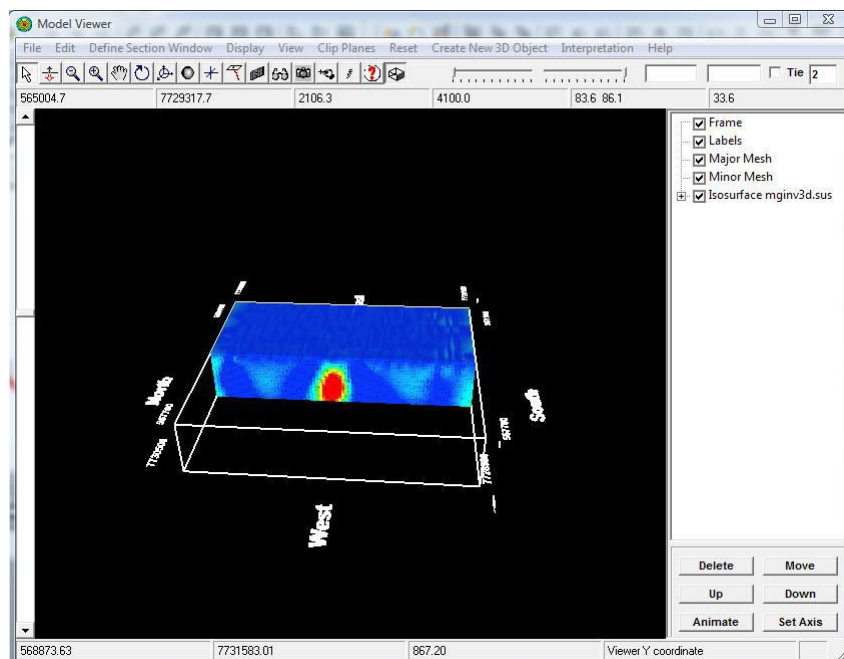 Model Viewer
File Edit Define Section Window Display View Clip Planes Reset Create New 3D Object Interpretation Help
Tie 2
565004.7 7729317.7 2106.3 4100.0 83.6 86.1 33.6
Frame
Labels
Major Mesh
Minor Mesh
Isosurface mginv3d.sus
North
South
567780
567780
7730500
West
Delete Move
Up Down
Animate Set Axis
568873.63 7731583.01 867.20 Viewer Y coordinate